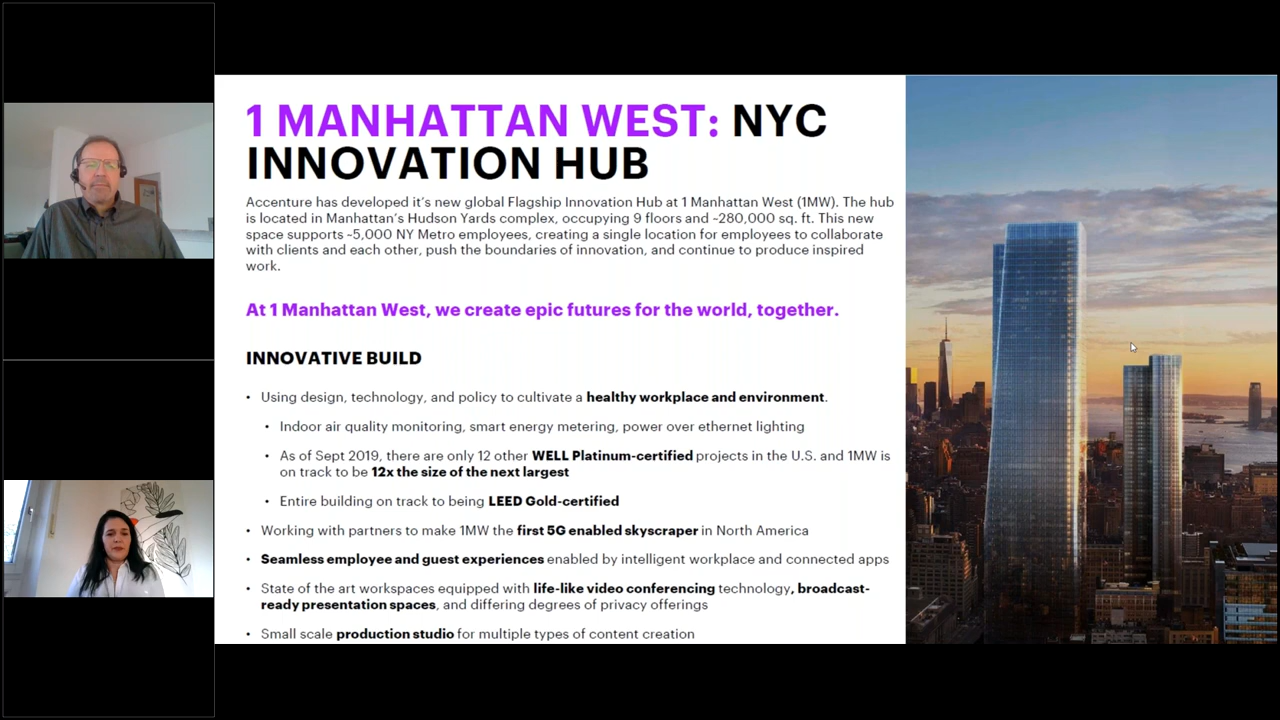 1 MANHATTAN WEST: NYC
INNOVATION HUB
Accenture has developed it's new global Flagship Innovation Hub at 1 Manhattan West (1MW). The hub
is located in Manhattan's Hudson Yards complex, occupying 9 floors and ~280,000 sq. ft. This new
space supports ~5,000 NY Metro employees, creating a single location for employees to collaborate
with clients and each other, push the boundaries of innovation, and continue to produce inspired
work.
At 1 Manhattan West, we create epic futures for the world, together.
INNOVATIVE BUILD
• Using design, technology, and policy to cultivate a healthy workplace and environment.
• Indoor air quality monitoring, smart energy metering, power over ethernet lighting
• As of Sept 2019, there are only 12 other WELL Platinum-certified projects in the U.S. and 1MW is
on track to be 12x the size of the next largest
• Entire building on track to being LEED Gold-certified
• Working with partners to make 1MW the first 5G enabled skyscraper in North America
• Seamless employee and guest experiences enabled by intelligent workplace and connected apps
• State of the art workspaces equipped with life-like video conferencing technology, broadcast-
ready presentation spaces, and differing degrees of privacy offerings
• Small scale production studio for multiple types of content creation